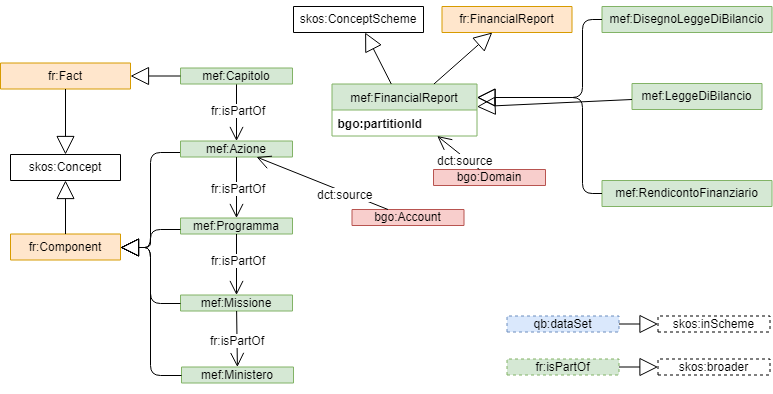 skos:ConceptScheme
fr:FinancialReport
mef:DisegnoLeggeDiBilancio
fr:Fact
mef:Capitolo
mef:FinancialReport
mef:LeggeDiBilancio
fr:isPartOf
bgo:partitionId
mef:Azione
dct:source
skos:Concept
bgo:Domain
fr:isPartOf
dct:source
mef:RendicontoFinanziario
bgo:Account
mef:Programma
fr:Component
fr:isPartOf
mef:Missione
qb:dataSet
skos:inScheme
fr:isPartOf
fr:isPartOf
skos:broader
mef:Ministero